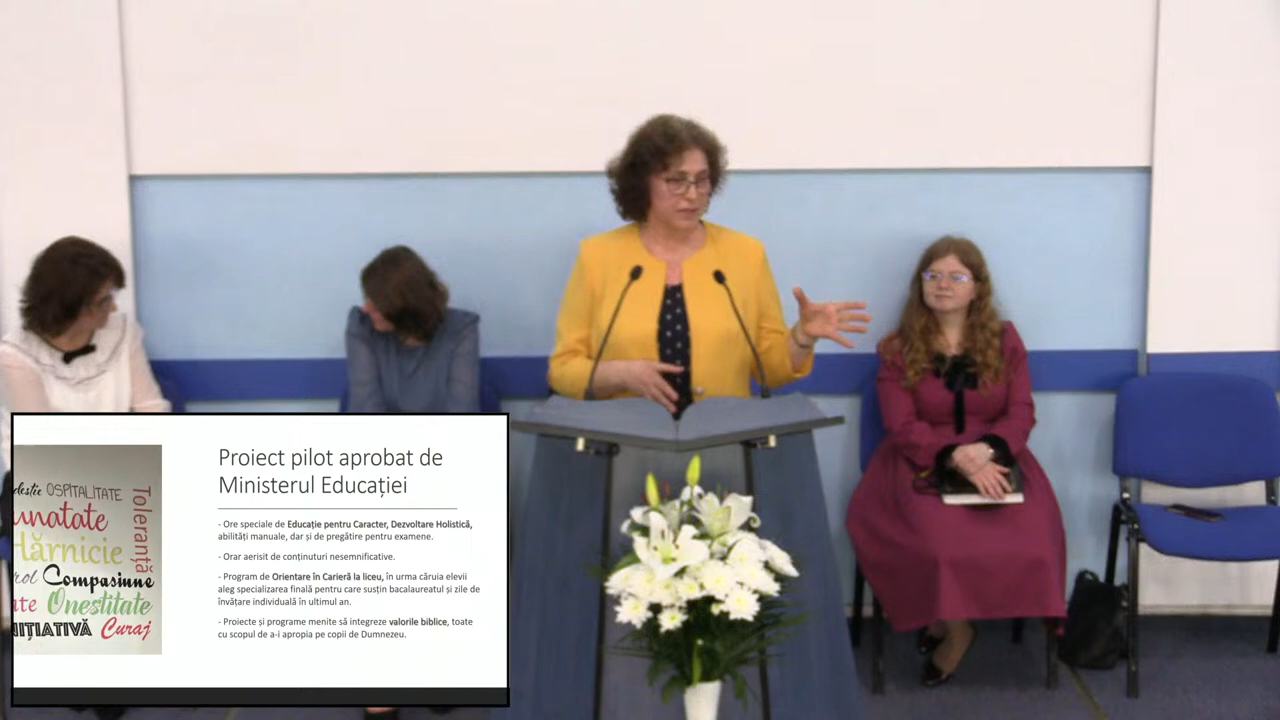 OSPITALITATE
Toleranță
Hărnicie
Compasiune
Onestitate
Curaj
Proiect pilot aprobat de
Ministerul Educației
- Ore speciale de Educație pentru Caracter, Dezvoltare Holistică,
abilități manuale, dar și de pregătire pentru examene.
- Orar aerisit de conținuturi nesemnificative.
- Program de Orientare în Carieră la liceu, în urma căruia elevii
aleg specializarea finală pentru care susțin bacalaureatul și zile de
învățare individuală în ultimul an.
- Proiecte și programe menite să integreze valorile biblice, toate
cu scopul de a-i apropia pe copii de Dumnezeu.